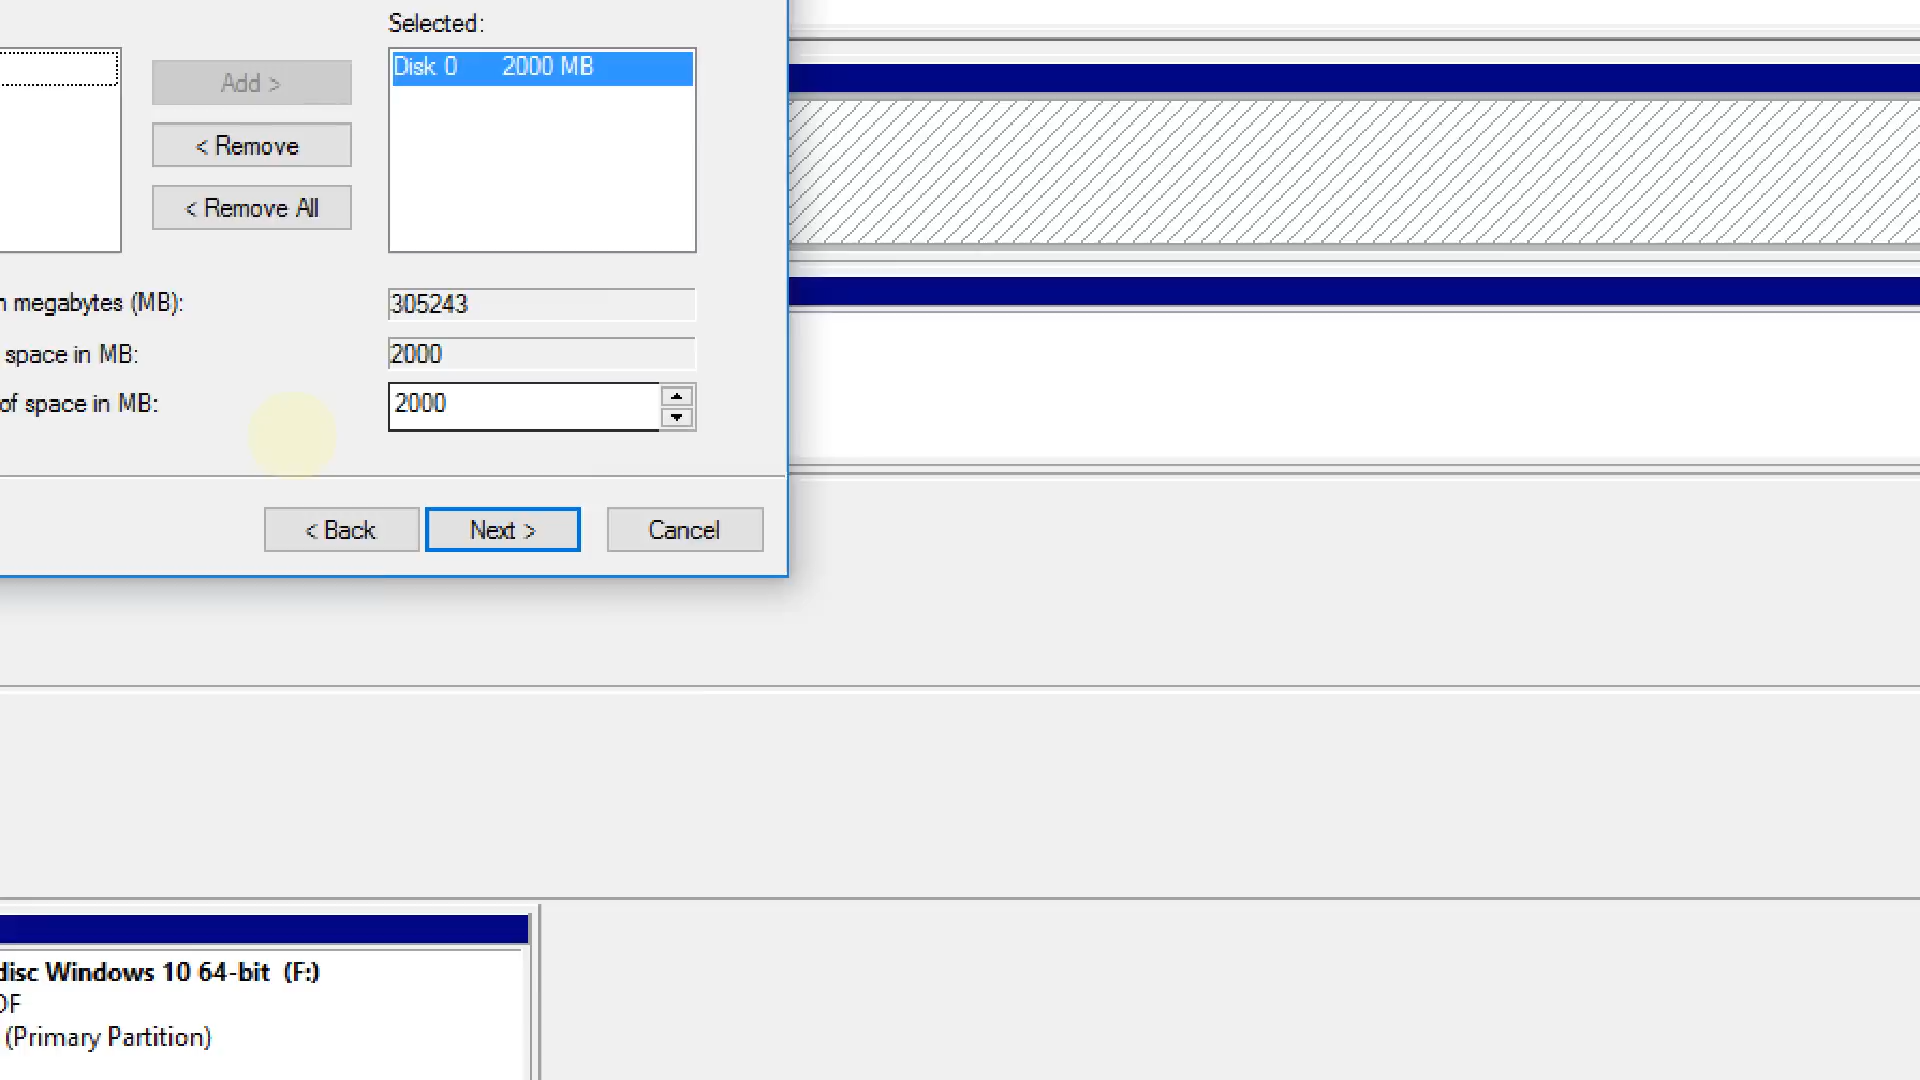 Selected:
Disk 0 2000 MB
Add >
< Remove
< Remove All
megabytes (MB):
305243
space in MB:
2000
of space in MB:
2000
< Back
Next >
Cancel
disc Windows 10 64-bit (F:)
DF
(Primary Partition)